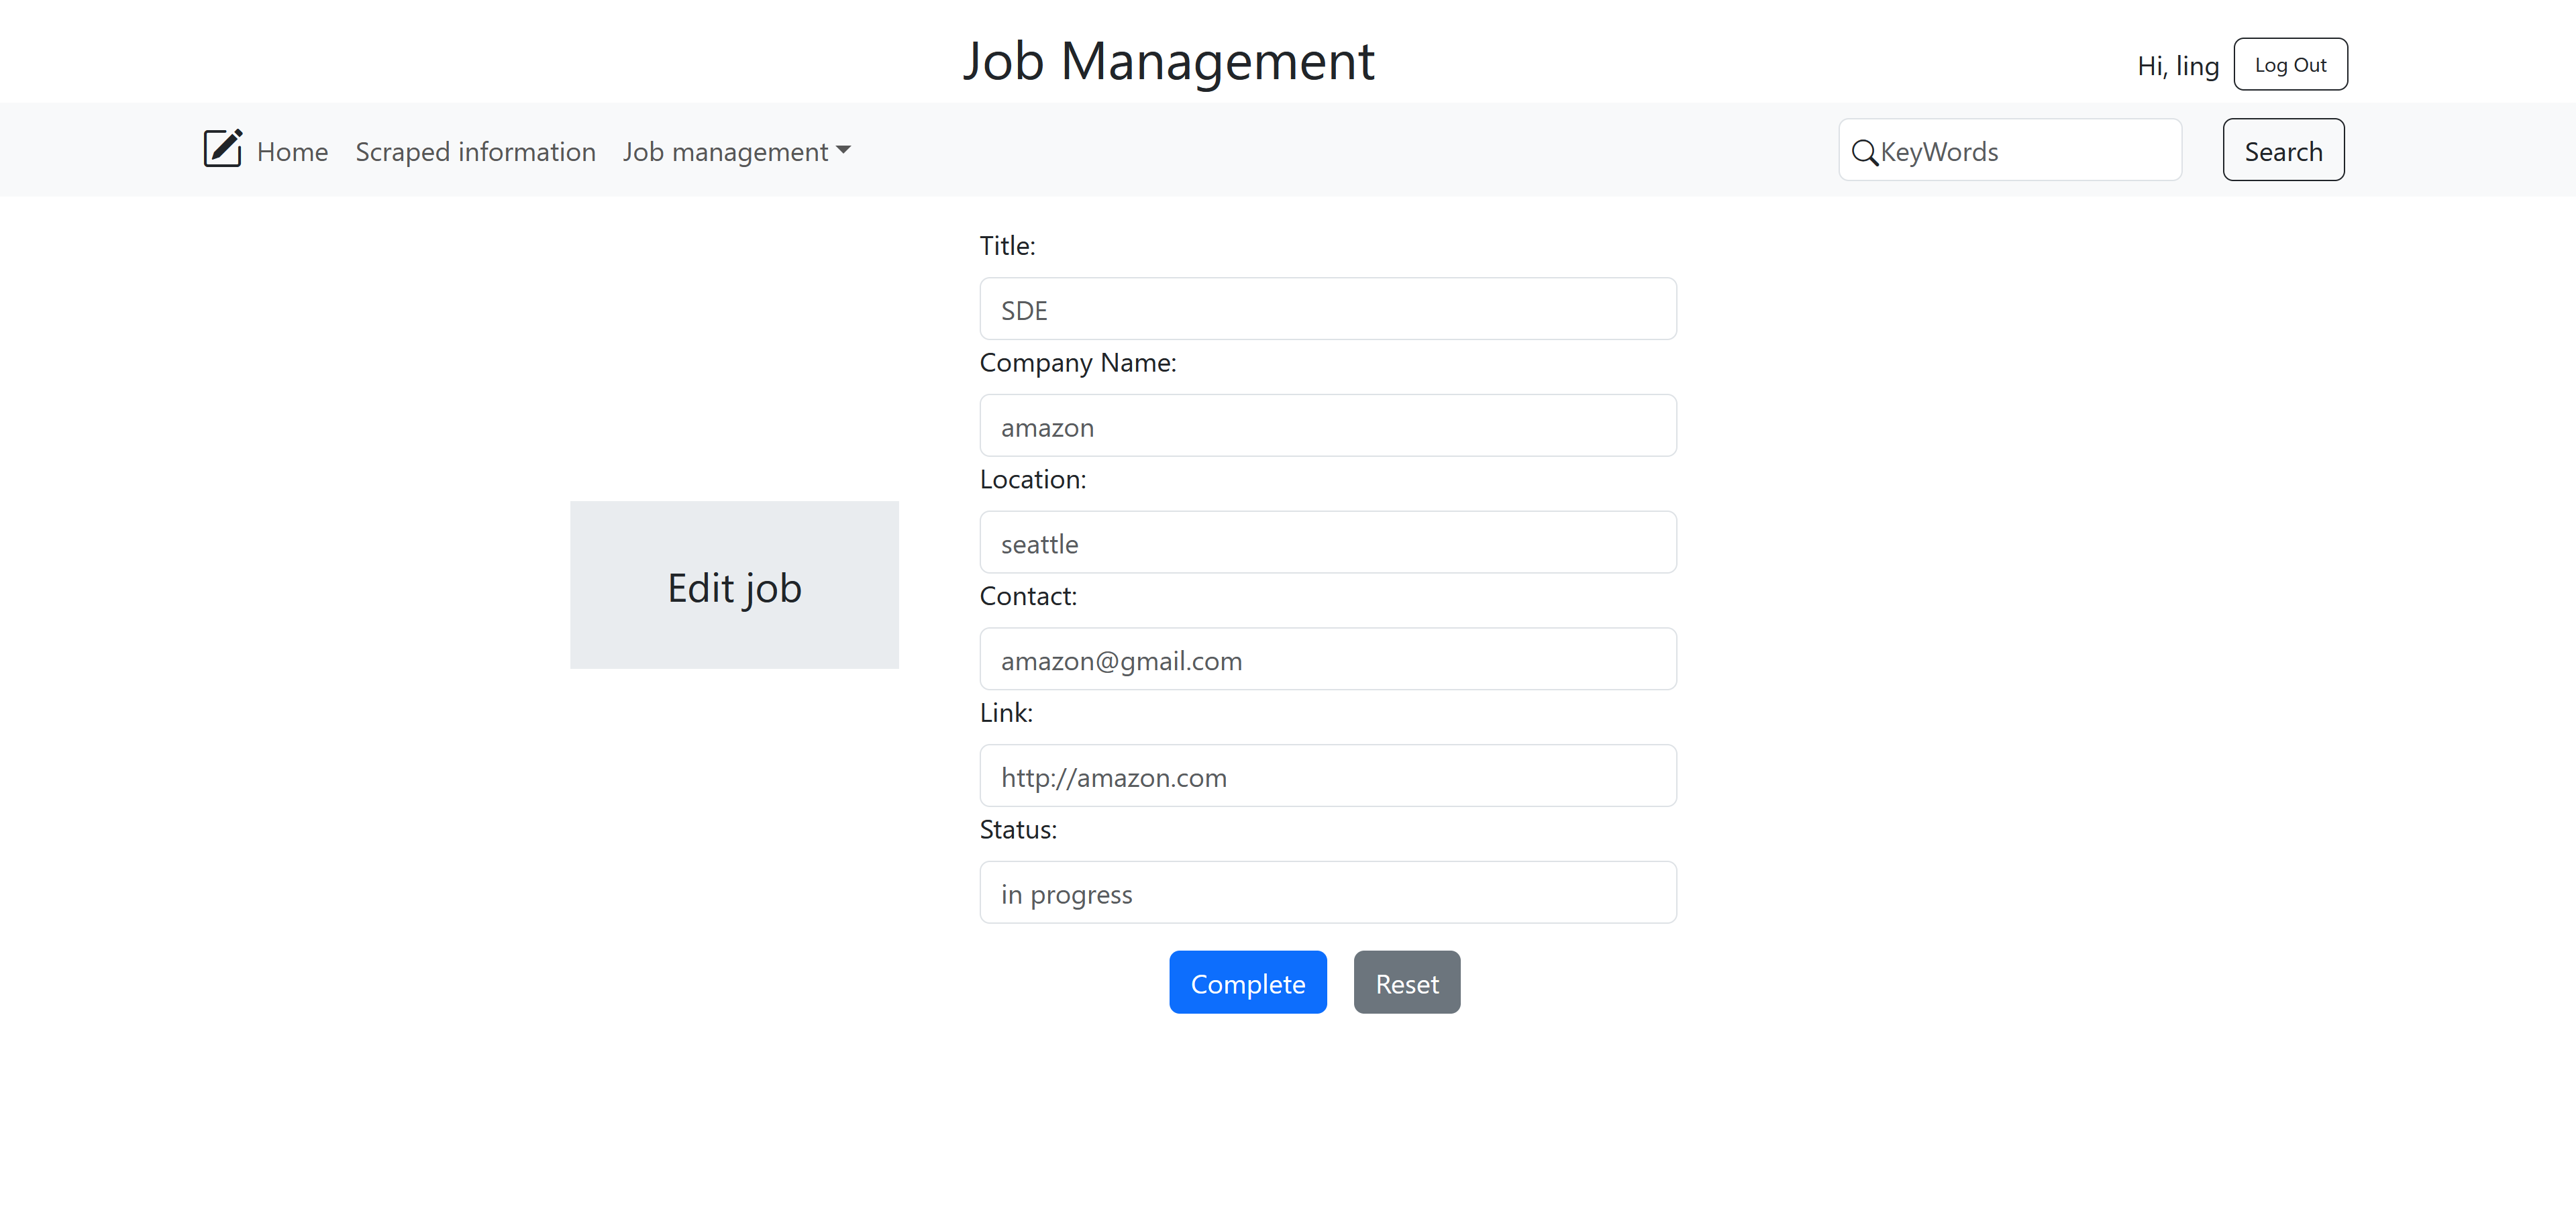 Job Management
Hi, ling Log Out
Home Scraped information Job management KeyWords Search
Title:
SDE
Company Name:
amazon
Location:
seattle
Edit job
Contact:
amazon@gmail.com
Link:
http://amazon.com
Status:
in progress
Complete Reset